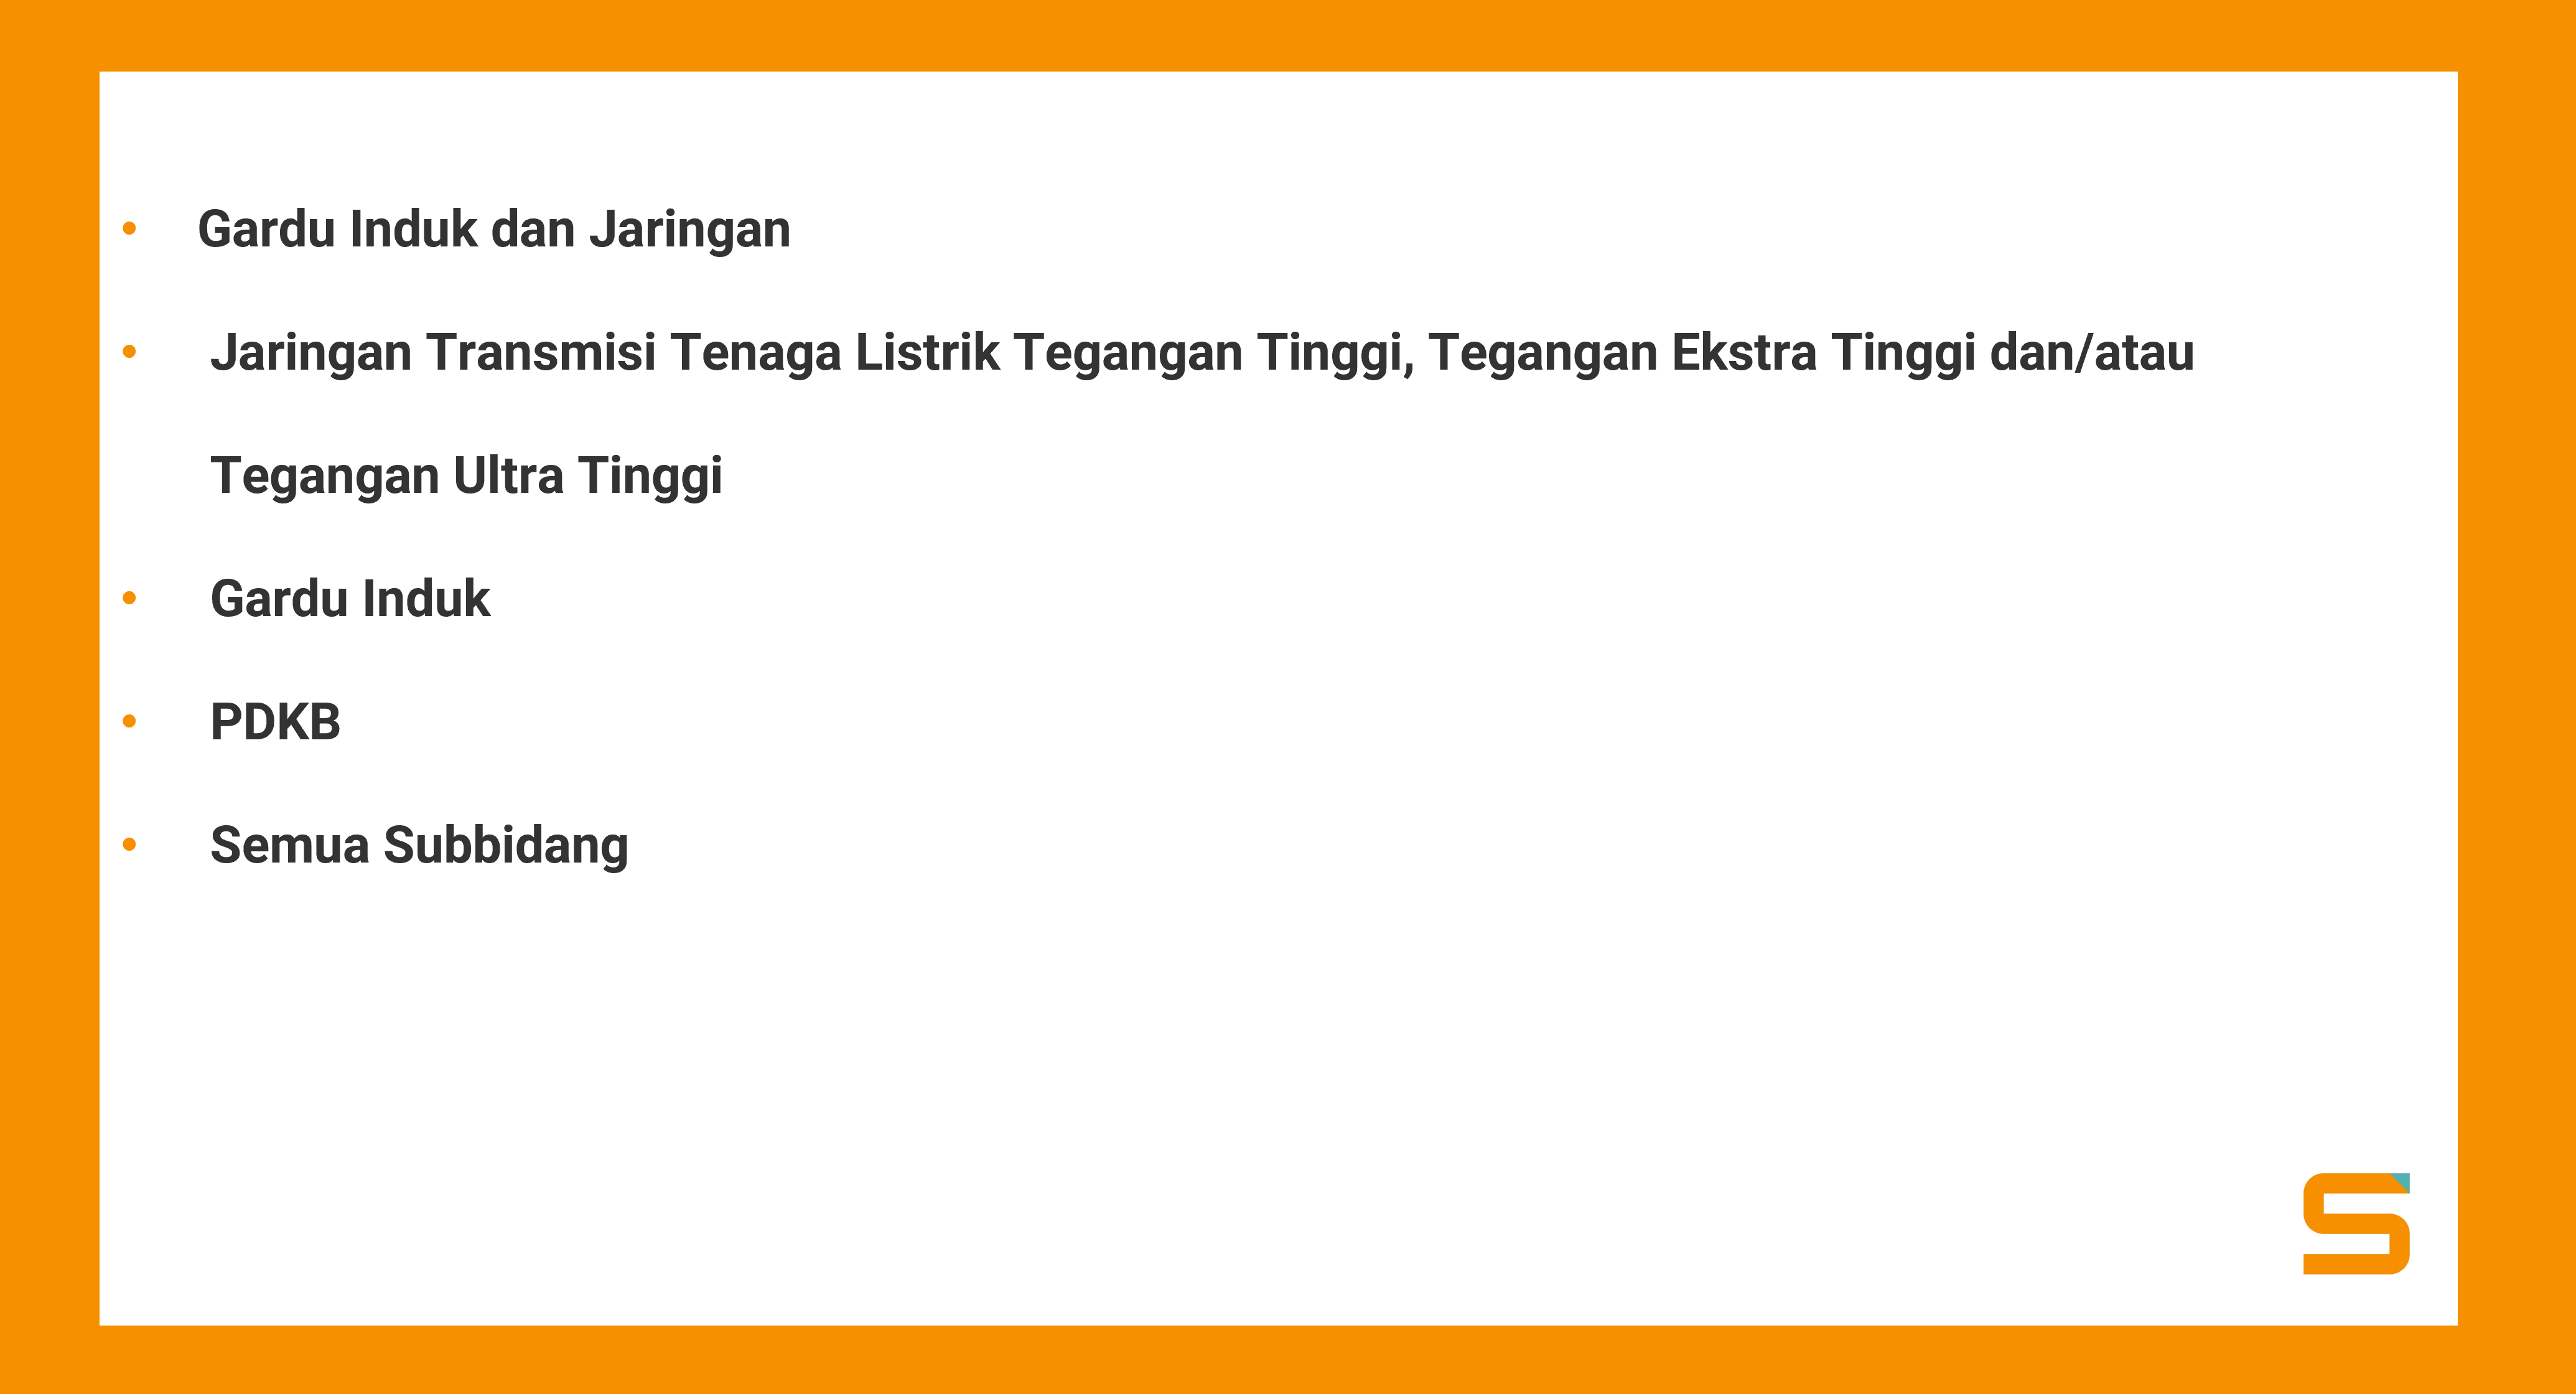 • Gardu Induk dan Jaringan
• Jaringan Transmisi Tenaga Listrik Tegangan Tinggi, Tegangan Ekstra Tinggi dan/atau
Tegangan Ultra Tinggi
• Gardu Induk
• PDKB
• Semua Subbidang